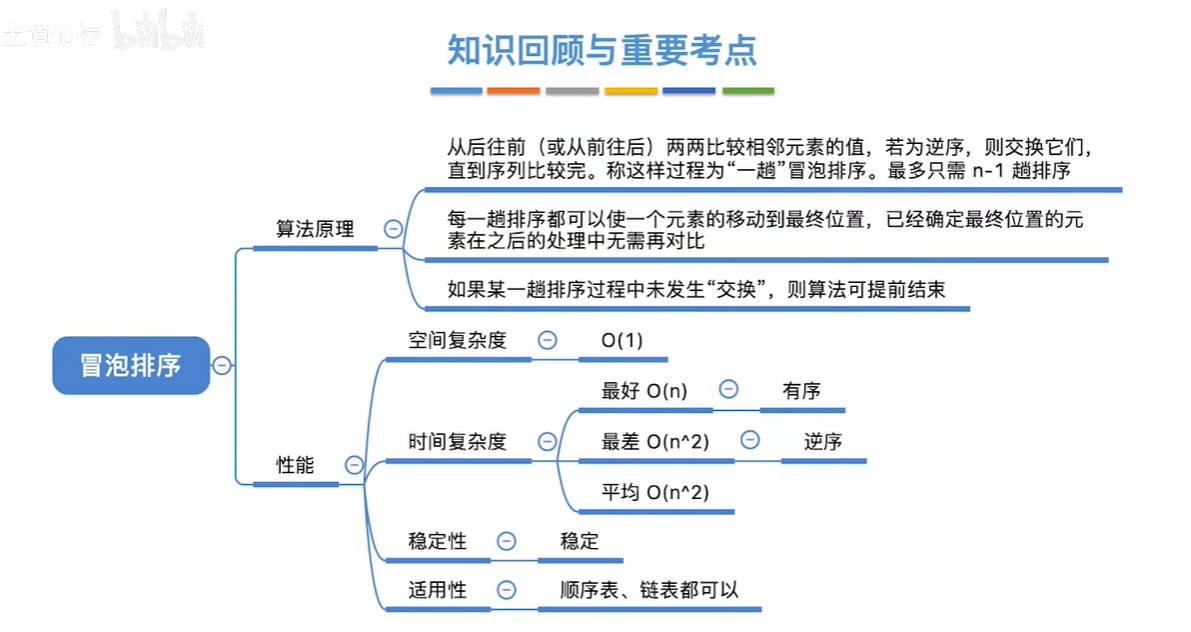 王道论坛 bilibili
知识回顾与重要考点
从后往前（或从前往后）两两比较相邻元素的值，若为逆序，则交换它们，
直到序列比较完。称这样过程为“一趟”冒泡排序。最多只需 n-1 趟排序
算法原理
每一趟排序都可以使一个元素的移动到最终位置，已经确定最终位置的元
素在之后的处理中无需再对比
如果某一趟排序过程中未发生“交换”，则算法可提前结束
冒泡排序
空间复杂度
O(1)
最好 O(n)
有序
时间复杂度
最差 O(n^2)
逆序
性能
平均 O(n^2)
稳定性
稳定
适用性
顺序表、链表都可以